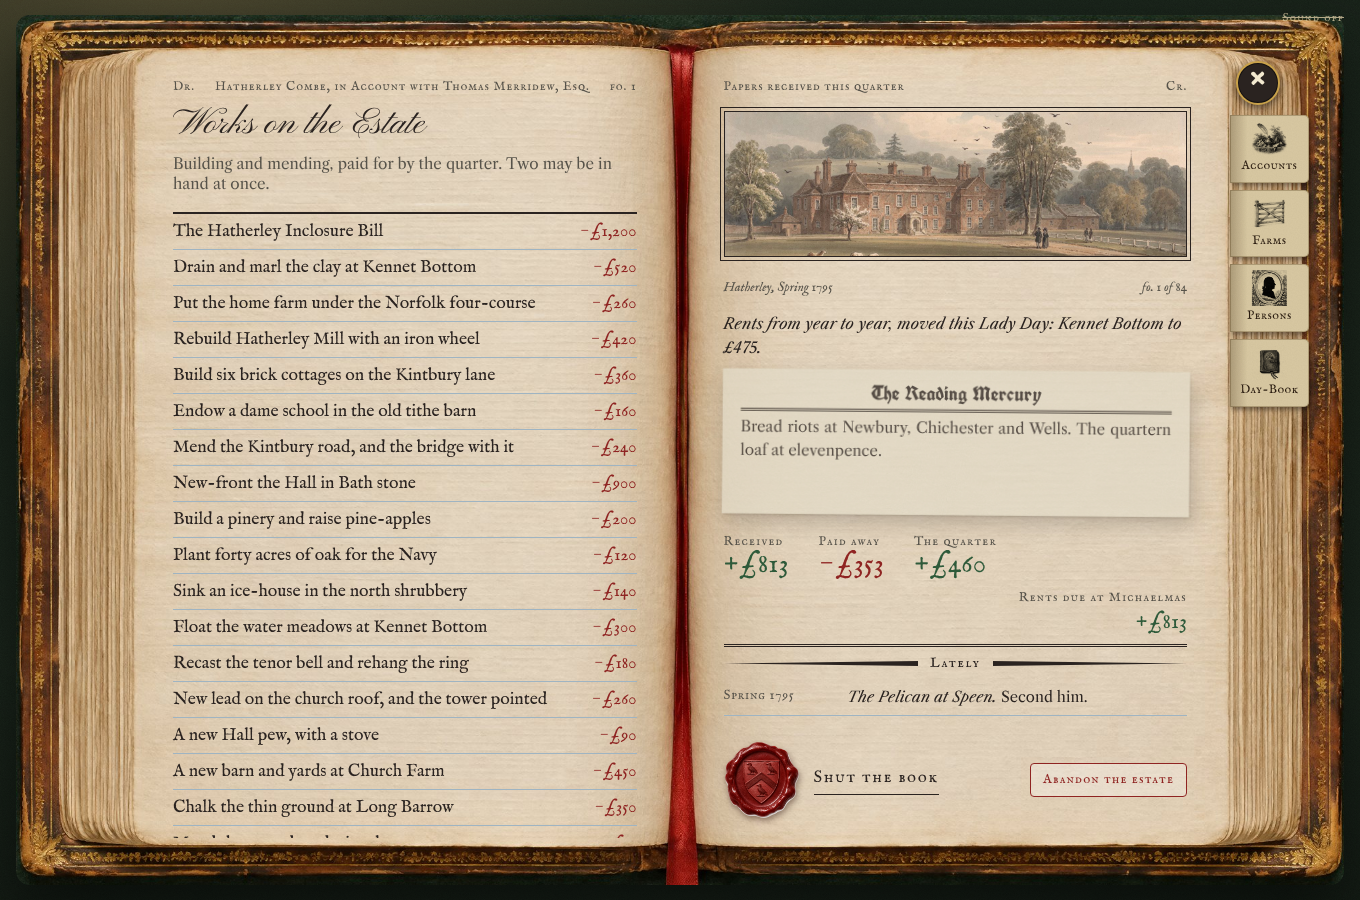 Sound off
Dr. Hatherley Combe, in Account with Thomas Merridew, Esq. fo. 1
Works on the Estate
Building and mending, paid for by the quarter. Two may be in
hand at once.
The Hatherley Inclosure Bill −£1,200
Drain and marl the clay at Kennet Bottom −£520
Put the home farm under the Norfolk four-course −£260
Rebuild Hatherley Mill with an iron wheel −£420
Build six brick cottages on the Kintbury lane −£360
Endow a dame school in the old tithe barn −£160
Mend the Kintbury road, and the bridge with it −£240
New-front the Hall in Bath stone −£900
Build a pinery and raise pine-apples −£200
Plant forty acres of oak for the Navy −£120
Sink an ice-house in the north shrubbery −£140
Float the water meadows at Kennet Bottom −£300
Recast the tenor bell and rehang the ring −£180
New lead on the church roof, and the tower pointed −£260
A new Hall pew, with a stove −£90
A new barn and yards at Church Farm −£450
Chalk the thin ground at Long Barrow −£350
Papers received this quarter Cr.
Hatherley, Spring 1795 fo. 1 of 84
Rents from year to year, moved this Lady Day: Kennet Bottom to
£475.
The Reading Mercury
Bread riots at Newbury, Chichester and Wells. The quartern
loaf at elevenpence.
Received Paid away The quarter
+£813 −£353 +£460
Rents due at Michaelmas
+£813
Lately
Spring 1795 The Pelican at Speen. Second him.
Shut the book
Abandon the estate
Accounts
Farms
Persons
Day-Book